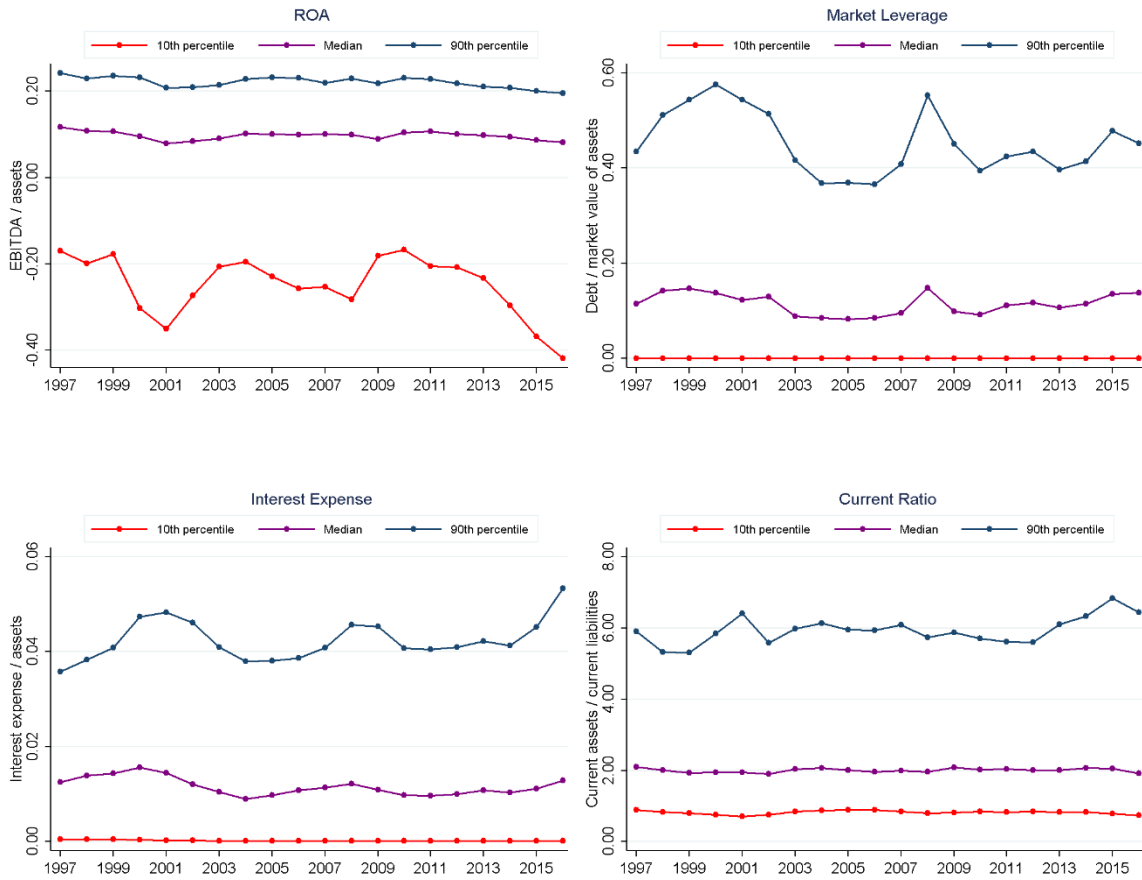 ROA
10th percentile Median 90th percentile
EBITDA / assets
0.20
0.00
-0.20
-0.40
1997 1999 2001 2003 2005 2007 2009 2011 2013 2015
Market Leverage
10th percentile Median 90th percentile
Debt / market value of assets
0.60
0.40
0.20
0.00
1997 1999 2001 2003 2005 2007 2009 2011 2013 2015
Interest Expense
10th percentile Median 90th percentile
Interest expense / assets
0.06
0.04
0.02
0.00
1997 1999 2001 2003 2005 2007 2009 2011 2013 2015
Current Ratio
10th percentile Median 90th percentile
Current assets / current liabilities
8.00
6.00
4.00
2.00
0.00
1997 1999 2001 2003 2005 2007 2009 2011 2013 2015